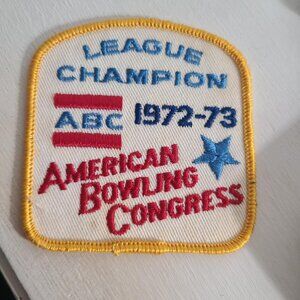 LEAGUE
CHAMPION
ABC 1972-73
AMERICAN
BOWLING
CONGRESS